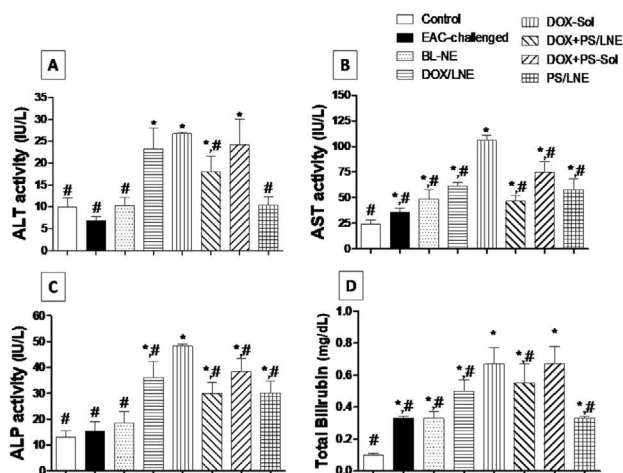 Control
EAC-challenged
BL-NE
DOX/LNE
DOX-Sol
DOX+PS/LNE
DOX+PS-Sol
PS/LNE
A
ALT activity (IU/L)
35
30
25
20
15
10
5
0
# # # * * *,# * #
B
AST activity (IU/L)
125
100
75
50
25
0
# *,# *,# *,# * *,# *,# *,#
C
ALP activity (IU/L)
60
50
40
30
20
10
0
# # # *,# * *,# *,# *,#
D
Total Bilirubin (mg/dL)
1.0
0.8
0.6
0.4
0.2
0.0
# *,# *,# *,# * *,# * *,#